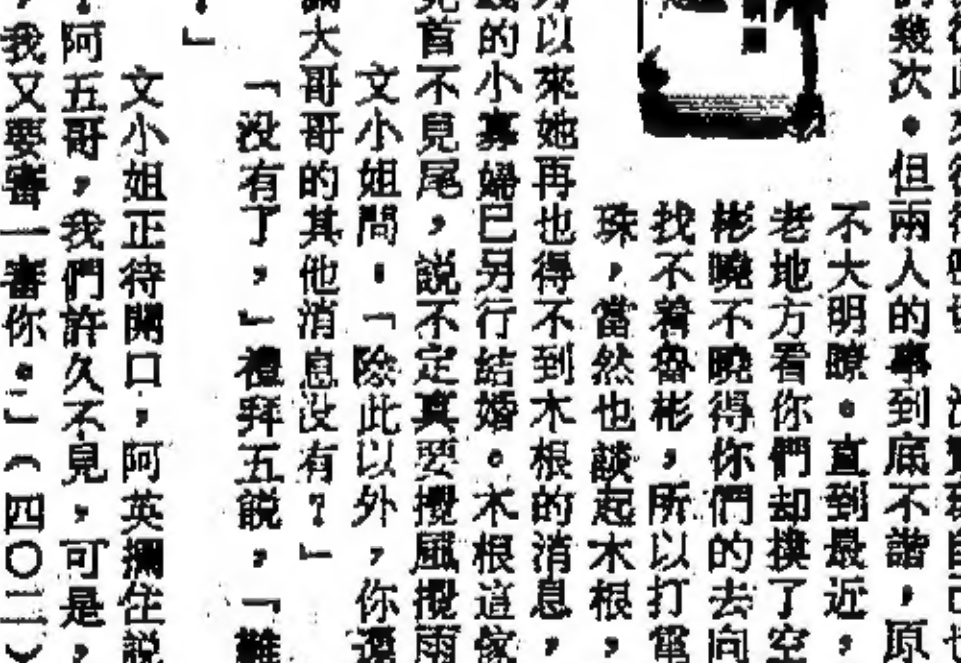 的幾次。但兩人的事到底不諧,原
不大明瞭。直到最近,
老地方看你們却撲了空
彬曉不曉得你們的去向
找不着魯彬,所以打電
珠,當然也談起木根,
方以來她再也得不到木根的消息,
的小寡婦已另行結婚。木根這傢
見首不見尾,說不定真要攪風攪雨
文小姐問。「除此以外,你還
大哥哥的其他消息沒有?」
「沒有了,」禮拜五說,「難
?」
文小姐正待開口,阿英攔住說
阿五哥,我們許久不見,可是,
,我又要審一審你。」(四〇二)